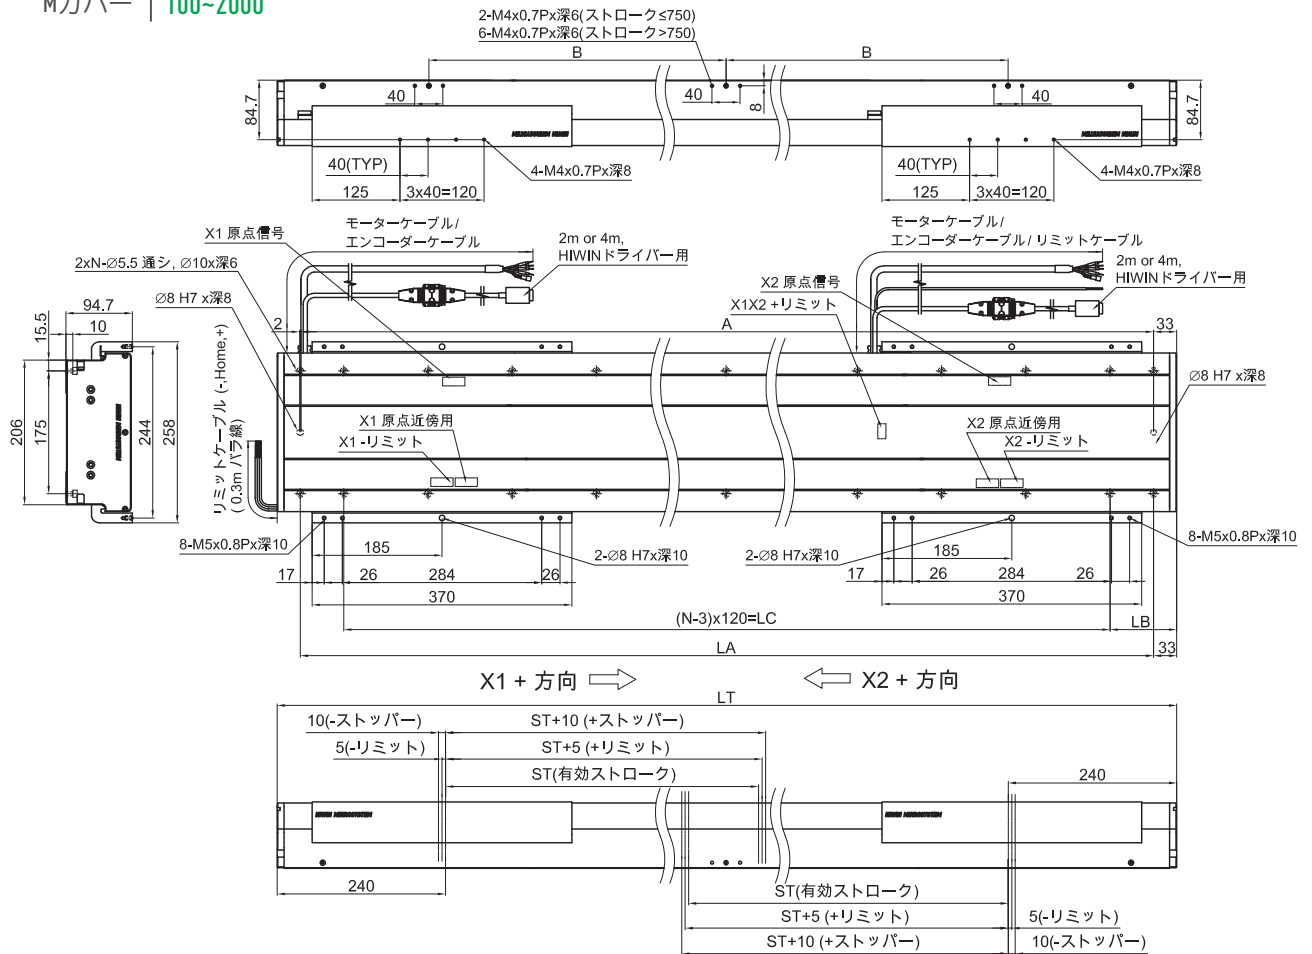 Mカバー | 100~2000
2-M4x0.7Px深6(ストローク≤750)
6-M4x0.7Px深6(ストローク>750)
B
B
84.7
40
40
8
40
84.7
HIWIN MIKROSYSTEM
HIWIN MIKROSYSTEM
40(TYP)
4-M4x0.7Px深8
40(TYP)
4-M4x0.7Px深8
125
3x40=120
125
3x40=120
X1 原点信号
モーターケーブル/
エンコーダーケーブル
2m or 4m,
HIWINドライバー用
モーターケーブル/
エンコーダーケーブル/ リミットケーブル
2m or 4m,
HIWINドライバー用
2xN-Ø5.5 通シ, Ø10x深6
X2 原点信号
Ø8 H7 x深8
X1X2 +リミット
94.7
15.5
10
2
A
33
206
175
244
258
HIWIN MIKROSYSTEM
リミットケーブル (-,Home,+)
( 0.3m バラ線)
Ø8 H7 x深8
X1 原点近傍用
X1 -リミット
X2 原点近傍用
X2 -リミット
8-M5x0.8Px深10
185
2-Ø8 H7x深10
2-Ø8 H7x深10
185
8-M5x0.8Px深10
17
26
284
26
17
26
284
26
370
370
(N-3)x120=LC
LB
LA
33
X1 + 方向
X2 + 方向
LT
10(-ストッパー)
ST+10 (+ストッパー)
5(-リミット)
ST+5 (+リミット)
ST(有効ストローク)
240
HIWIN MIKROSYSTEM
HIWIN MIKROSYSTEM
240
ST(有効ストローク)
ST+5 (+リミット)
5(-リミット)
ST+10 (+ストッパー)
10(-ストッパー)